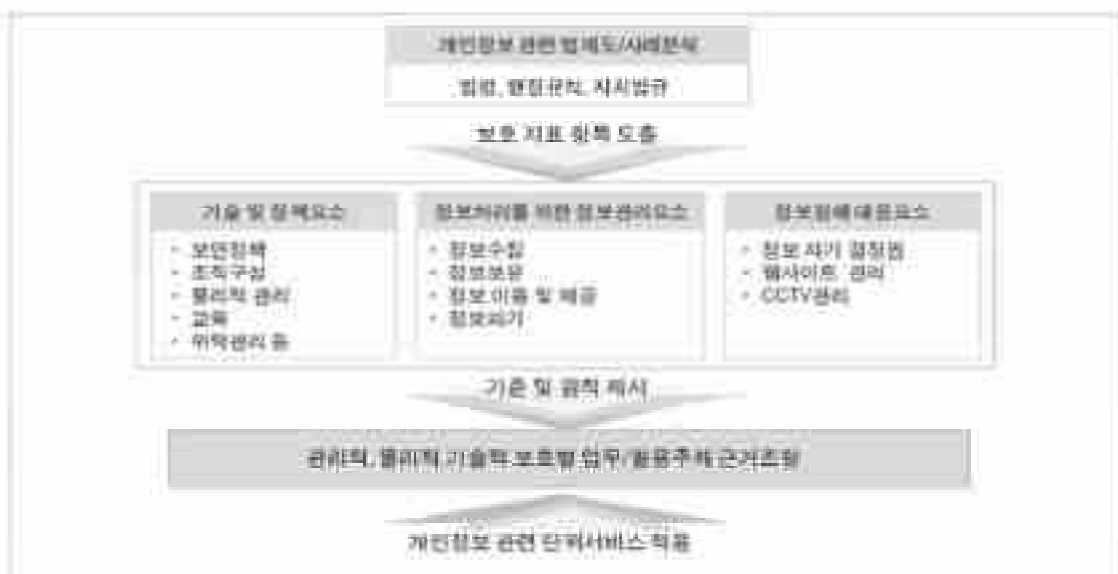 개인정보 관련 법제도/사례분석
법령, 행정규칙, 자치법규
보호 지표 항목 도출
기술 및 정책요소
• 보안정책
• 조직구성
• 물리적 관리
• 교육
• 위탁관리 등
정보처리를 위한 정보관리요소
• 정보수집
• 정보보유
• 정보 이용 및 제공
• 정보파기
정보침해 대응요소
• 정보 자기 결정권
• 웹사이트 관리
• CCTV관리
기준 및 원칙 제시
관리적, 물리적, 기술적 보호별 업무/활용주체 근거조항
개인정보 관련 단위서비스 적용